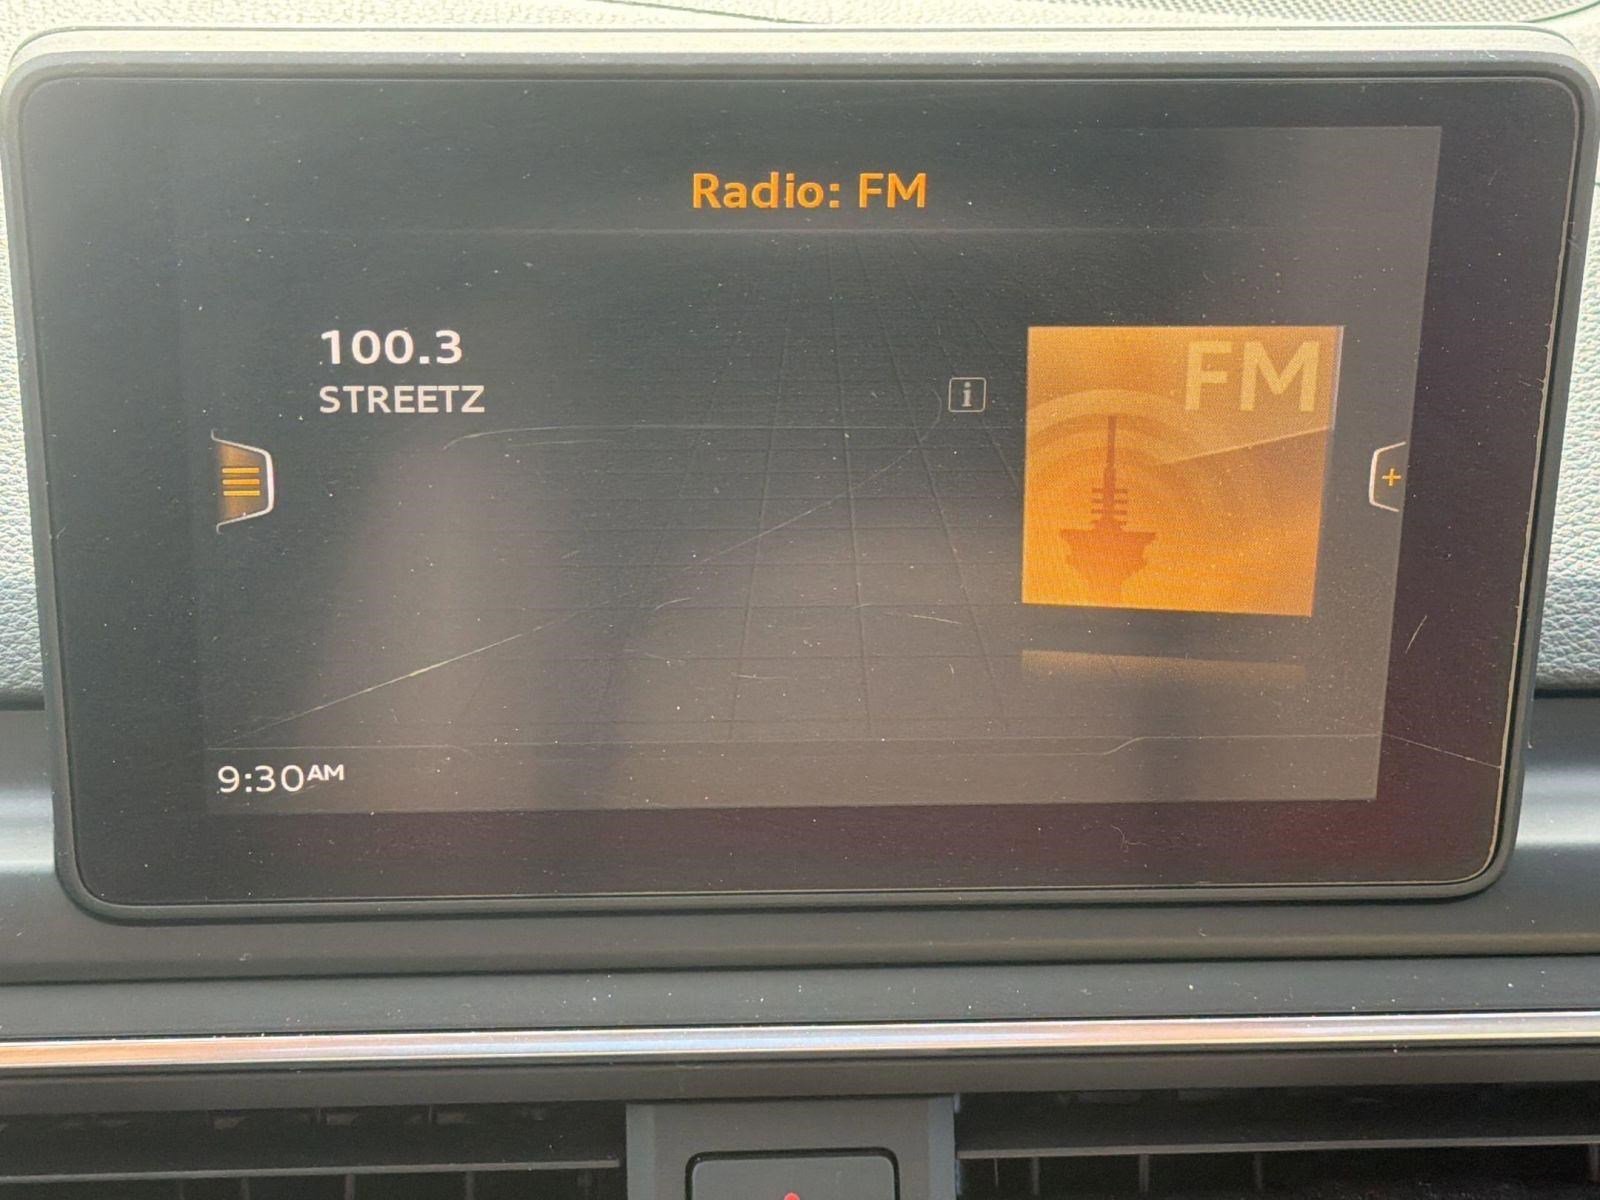 Radio: FM
100.3
STREETZ
i
FM
9:30AM